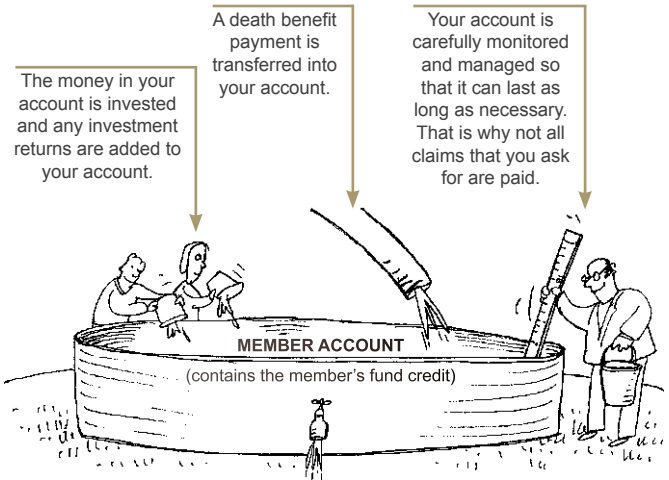 The money in your
account is invested
and any investment
returns are added to
your account.
A death benefit
payment is
transferred into
your account.
Your account is
carefully monitored
and managed so
that it can last as
long as necessary.
That is why not all
claims that you ask
for are paid.
MEMBER ACCOUNT
(contains the member's fund credit)